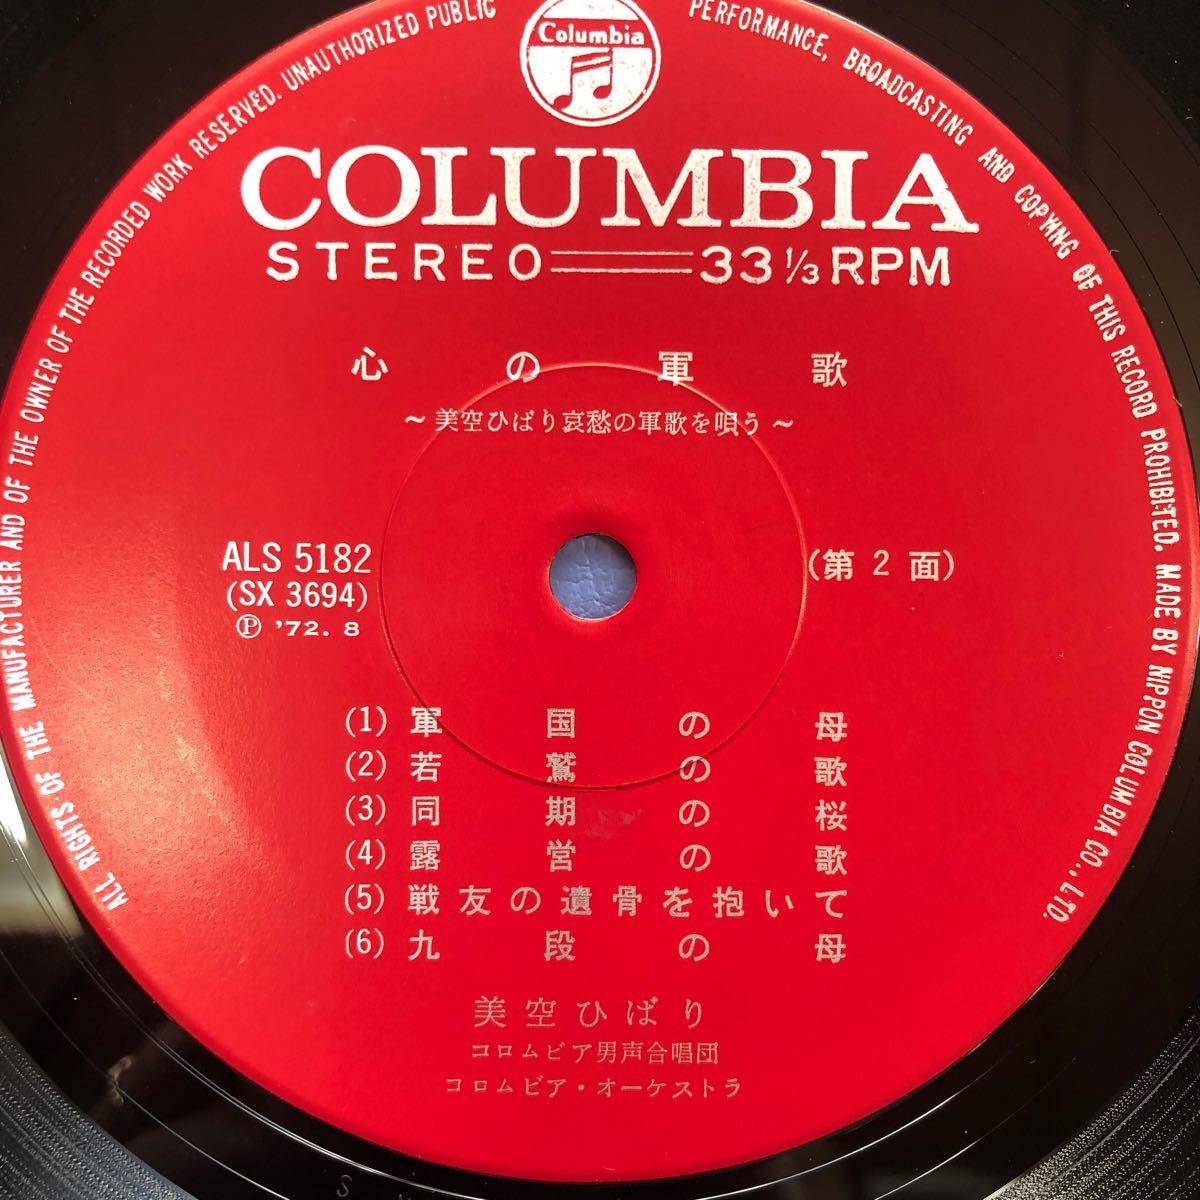 Columbia
COLUMBIA
STEREO 33 1/3 RPM
心の軍歌
～美空ひばり哀愁の軍歌を唄う～
ALS 5182
(SX 3694)
Ⓟ '72. 8
(第2面)
(1) 軍国の母
(2) 若鷲の歌
(3) 同期の桜
(4) 露営の歌
(5) 戦友の遺骨を抱いて
(6) 九段の母
美空ひばり
コロムビア男声合唱団
コロムビア・オーケストラ
ALL RIGHTS OF THE MANUFACTURER AND OF THE OWNER OF THE RECORDED WORK RESERVED. UNAUTHORIZED PUBLIC PERFORMANCE, BROADCASTING AND COPYING OF THIS RECORD PROHIBITED. MADE BY NIPPON COLUMBIA CO., LTD.